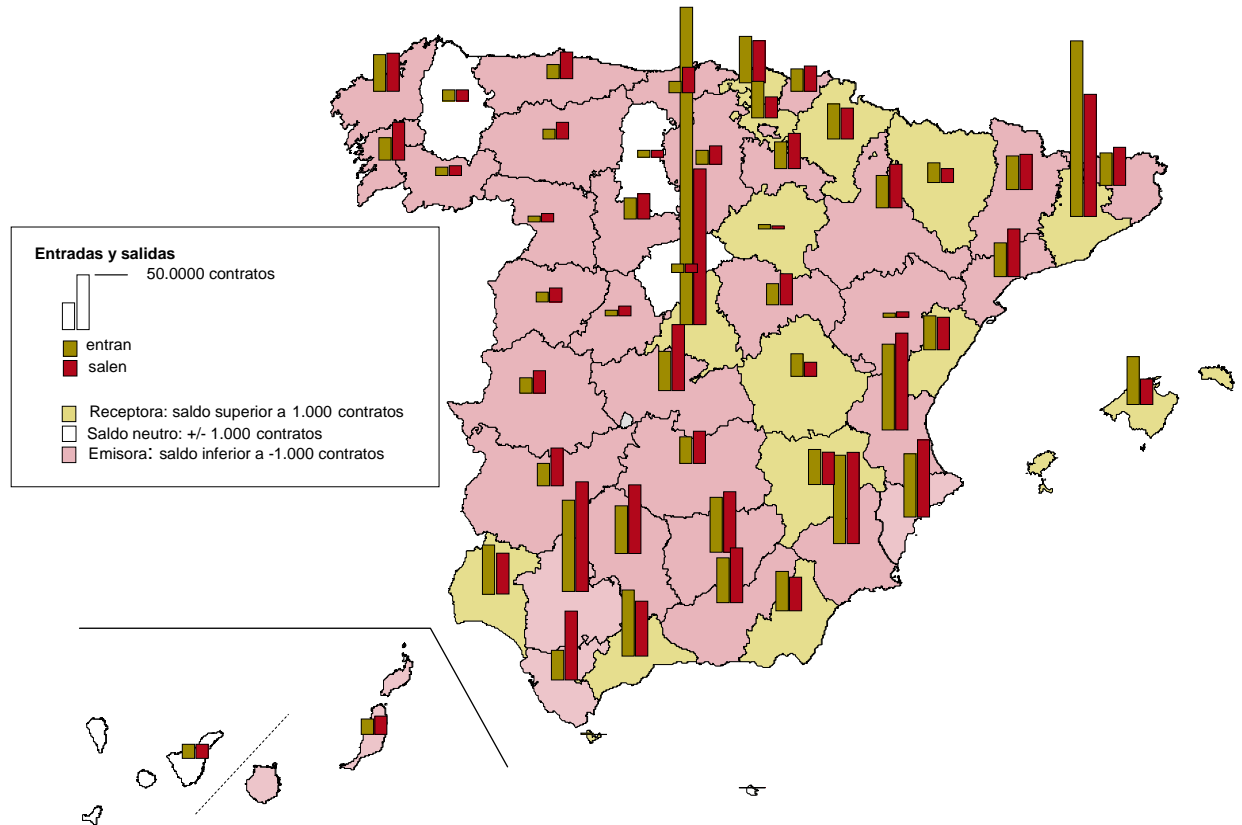 Entradas y salidas
50.0000 contratos
entran
salen
Receptora: saldo superior a 1.000 contratos
Saldo neutro: +/- 1.000 contratos
Emisora: saldo inferior a -1.000 contratos